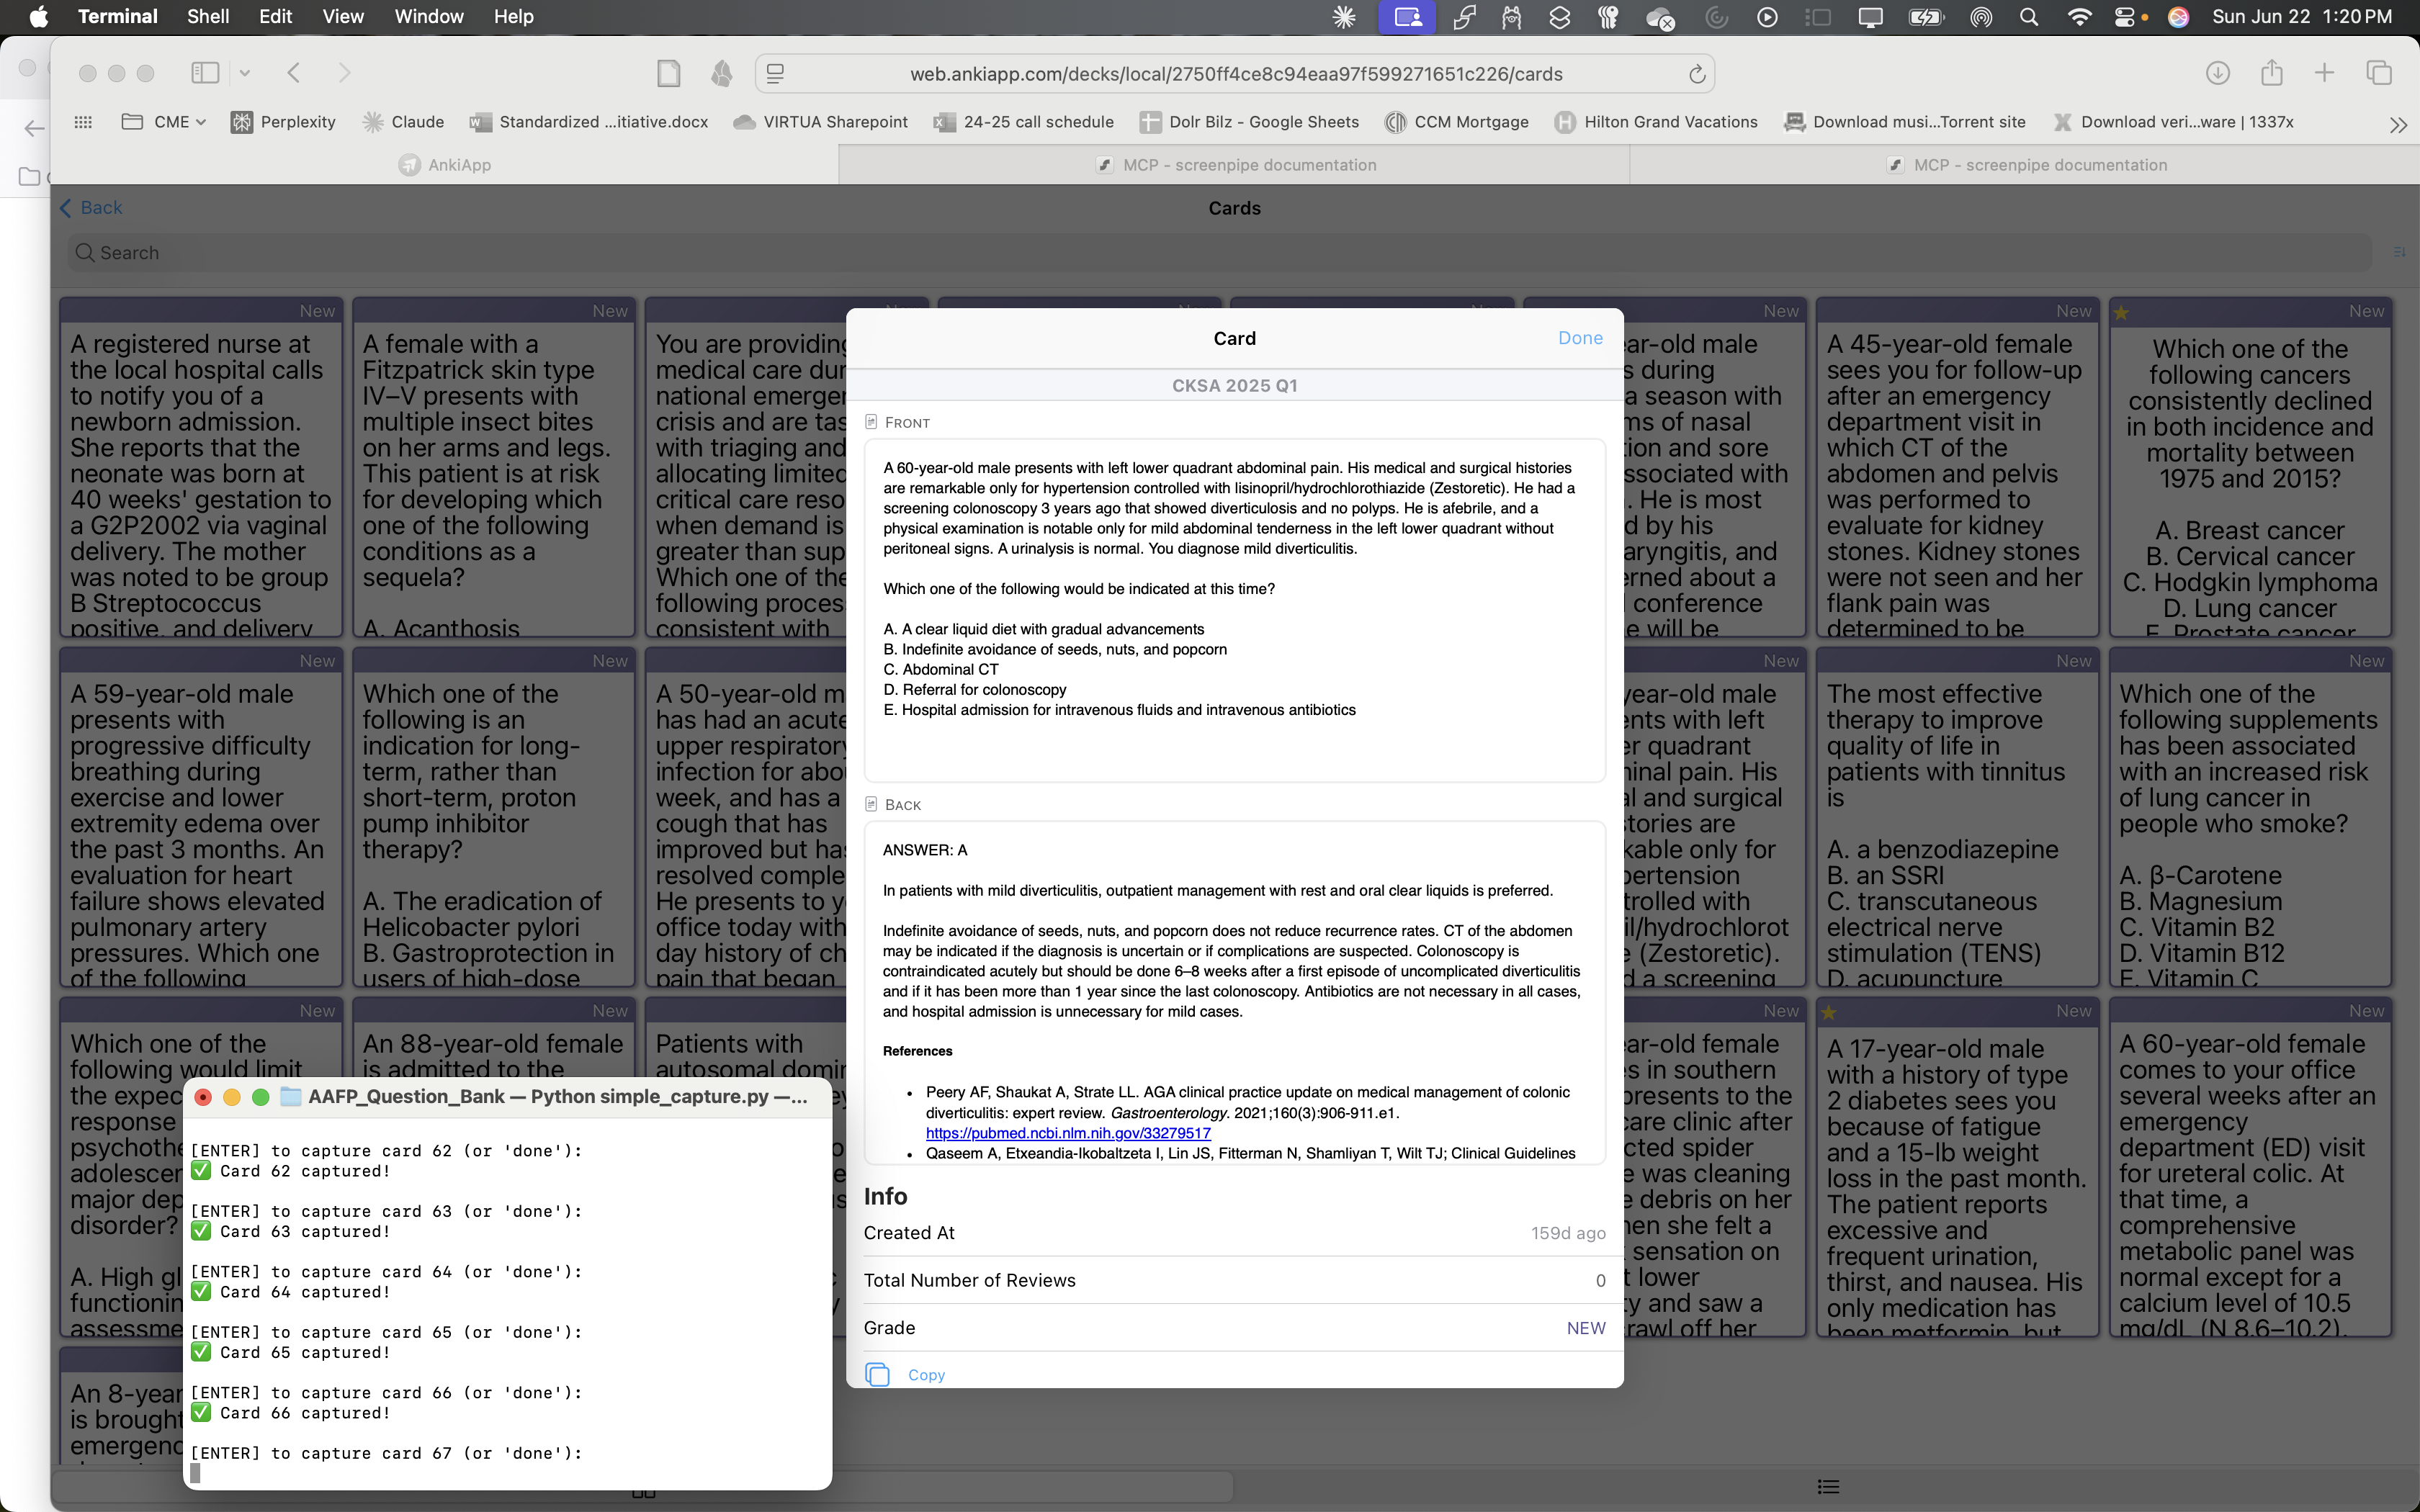 Terminal Shell Edit View Window Help Sun Jun 22 1:20 PM
web.ankiapp.com/decks/local/2750ff4ce8c94eaa97f599271651c226/cards
CME Perplexity Claude Standardized ...itiative.docx VIRTUA Sharepoint 24-25 call schedule Dolr Bilz - Google Sheets CCM Mortgage Hilton Grand Vacations Download musi...Torrent site Download veri...ware | 1337x
AnkiApp MCP - screenpipe documentation MCP - screenpipe documentation
Back Cards
Search
New
A registered nurse at
the local hospital calls
to notify you of a
newborn admission.
She reports that the
neonate was born at
40 weeks' gestation to
a G2P2002 via vaginal
delivery. The mother
was noted to be group
B Streptococcus
positive, and delivery
New
A female with a
Fitzpatrick skin type
IV–V presents with
multiple insect bites
on her arms and legs.
This patient is at risk
for developing which
one of the following
conditions as a
sequela?
A. Acanthosis
You are providing
medical care dur
national emerger
crisis and are tas
with triaging and
allocating limited
critical care reso
when demand is
greater than sup
Which one of the
following proces
consistent with
New
ar-old male
s during
a season with
ms of nasal
ion and sore
ssociated with
. He is most
d by his
aryngitis, and
erned about a
conference
e will be
New
A 45-year-old female
sees you for follow-up
after an emergency
department visit in
which CT of the
abdomen and pelvis
was performed to
evaluate for kidney
stones. Kidney stones
were not seen and her
flank pain was
determined to be
New
Which one of the
following cancers
consistently declined
in both incidence and
mortality between
1975 and 2015?
A. Breast cancer
B. Cervical cancer
C. Hodgkin lymphoma
D. Lung cancer
E. Prostate cancer
New
A 59-year-old male
presents with
progressive difficulty
breathing during
exercise and lower
extremity edema over
the past 3 months. An
evaluation for heart
failure shows elevated
pulmonary artery
pressures. Which one
of the following
New
Which one of the
following is an
indication for long-
term, rather than
short-term, proton
pump inhibitor
therapy?
A. The eradication of
Helicobacter pylori
B. Gastroprotection in
users of high-dose
A 50-year-old m
has had an acute
upper respiratory
infection for abo
week, and has a
cough that has
improved but has
resolved comple
He presents to y
office today with
day history of ch
pain that began
New
year-old male
ents with left
er quadrant
inal pain. His
al and surgical
tories are
kable only for
ertension
trolled with
il/hydrochlorot
e (Zestoretic).
d a screening
New
The most effective
therapy to improve
quality of life in
patients with tinnitus
is
A. a benzodiazepine
B. an SSRI
C. transcutaneous
electrical nerve
stimulation (TENS)
D. acupuncture
New
Which one of the
following supplements
has been associated
with an increased risk
of lung cancer in
people who smoke?
A. β-Carotene
B. Magnesium
C. Vitamin B2
D. Vitamin B12
E. Vitamin C
New
Which one of the
following would limit
the expec
response
psychothe
adolescer
major dep
disorder?
A. High gl
functionin
assessme
New
An 88-year-old female
is admitted to the
Patients with
autosomal domi
New
ar-old female
es in southern
presents to the
care clinic after
cted spider
e was cleaning
e debris on her
hen she felt a
sensation on
t lower
ty and saw a
rawl off her
New
A 17-year-old male
with a history of type
2 diabetes sees you
because of fatigue
and a 15-lb weight
loss in the past month.
The patient reports
excessive and
frequent urination,
thirst, and nausea. His
only medication has
been metformin, but
New
A 60-year-old female
comes to your office
several weeks after an
emergency
department (ED) visit
for ureteral colic. At
that time, a
comprehensive
metabolic panel was
normal except for a
calcium level of 10.5
mg/dL (N 8.6–10.2).
An 8-year
is brought
emergenc
Card Done
CKSA 2025 Q1
FRONT
A 60-year-old male presents with left lower quadrant abdominal pain. His medical and surgical histories
are remarkable only for hypertension controlled with lisinopril/hydrochlorothiazide (Zestoretic). He had a
screening colonoscopy 3 years ago that showed diverticulosis and no polyps. He is afebrile, and a
physical examination is notable only for mild abdominal tenderness in the left lower quadrant without
peritoneal signs. A urinalysis is normal. You diagnose mild diverticulitis.
Which one of the following would be indicated at this time?
A. A clear liquid diet with gradual advancements
B. Indefinite avoidance of seeds, nuts, and popcorn
C. Abdominal CT
D. Referral for colonoscopy
E. Hospital admission for intravenous fluids and intravenous antibiotics
BACK
ANSWER: A
In patients with mild diverticulitis, outpatient management with rest and oral clear liquids is preferred.
Indefinite avoidance of seeds, nuts, and popcorn does not reduce recurrence rates. CT of the abdomen
may be indicated if the diagnosis is uncertain or if complications are suspected. Colonoscopy is
contraindicated acutely but should be done 6–8 weeks after a first episode of uncomplicated diverticulitis
and if it has been more than 1 year since the last colonoscopy. Antibiotics are not necessary in all cases,
and hospital admission is unnecessary for mild cases.
References
• Peery AF, Shaukat A, Strate LL. AGA clinical practice update on medical management of colonic
diverticulitis: expert review. Gastroenterology. 2021;160(3):906-911.e1.
https://pubmed.ncbi.nlm.nih.gov/33279517
• Qaseem A, Etxeandia-Ikobaltzeta I, Lin JS, Fitterman N, Shamliyan T, Wilt TJ; Clinical Guidelines
Info
Created At 159d ago
Total Number of Reviews 0
Grade NEW
Copy
AAFP_Question_Bank — Python simple_capture.py —...
[ENTER] to capture card 62 (or 'done'):
✅ Card 62 captured!
[ENTER] to capture card 63 (or 'done'):
✅ Card 63 captured!
[ENTER] to capture card 64 (or 'done'):
✅ Card 64 captured!
[ENTER] to capture card 65 (or 'done'):
✅ Card 65 captured!
[ENTER] to capture card 66 (or 'done'):
✅ Card 66 captured!
[ENTER] to capture card 67 (or 'done'):